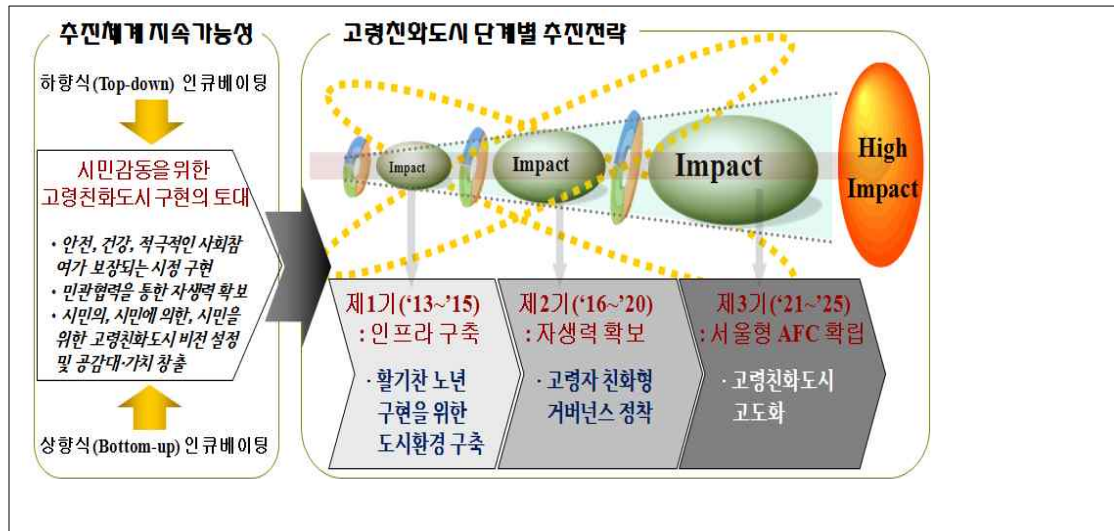 추진체계 지속가능성
하향식(Top-down) 인큐베이팅
시민감동을 위한
고령친화도시 구현의 토대
· 안전, 건강, 적극적인 사회참
여가 보장되는 시정 구현
· 민관협력을 통한 자생력 확보
· 시민의, 시민에 의한, 시민을
위한 고령친화도시 비전 설정
및 공감대·가치 창출
상향식(Bottom-up) 인큐베이팅
고령친화도시 단계별 추진전략
Impact
Impact
Impact
High
Impact
제1기(‘13~’15)
: 인프라 구축
· 활기찬 노년
구현을 위한
도시환경 구축
제2기(‘16~’20)
: 자생력 확보
· 고령자 친화형
거버넌스 정착
제3기(‘21~’25)
: 서울형 AFC 확립
· 고령친화도시
고도화